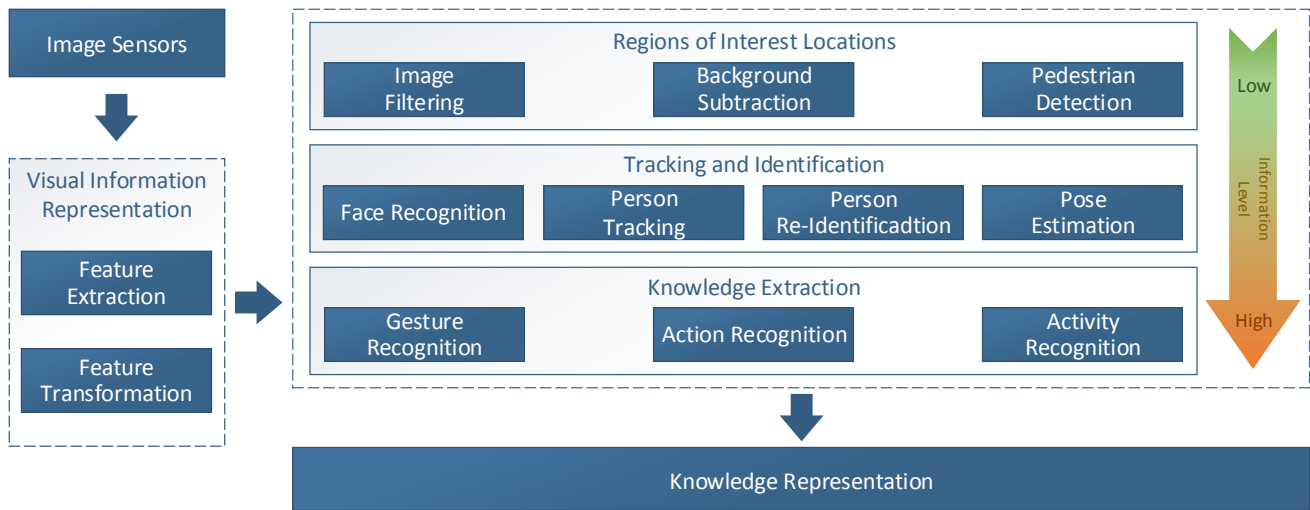 Image Sensors
Visual Information
Representation
Feature
Extraction
Feature
Transformation
Regions of Interest Locations
Image
Filtering
Background
Subtraction
Pedestrian
Detection
Tracking and Identification
Face Recognition
Person
Tracking
Person
Re-Identificadtion
Pose
Estimation
Knowledge Extraction
Gesture
Recognition
Action Recognition
Activity
Recognition
Low
Information
Level
High
Knowledge Representation